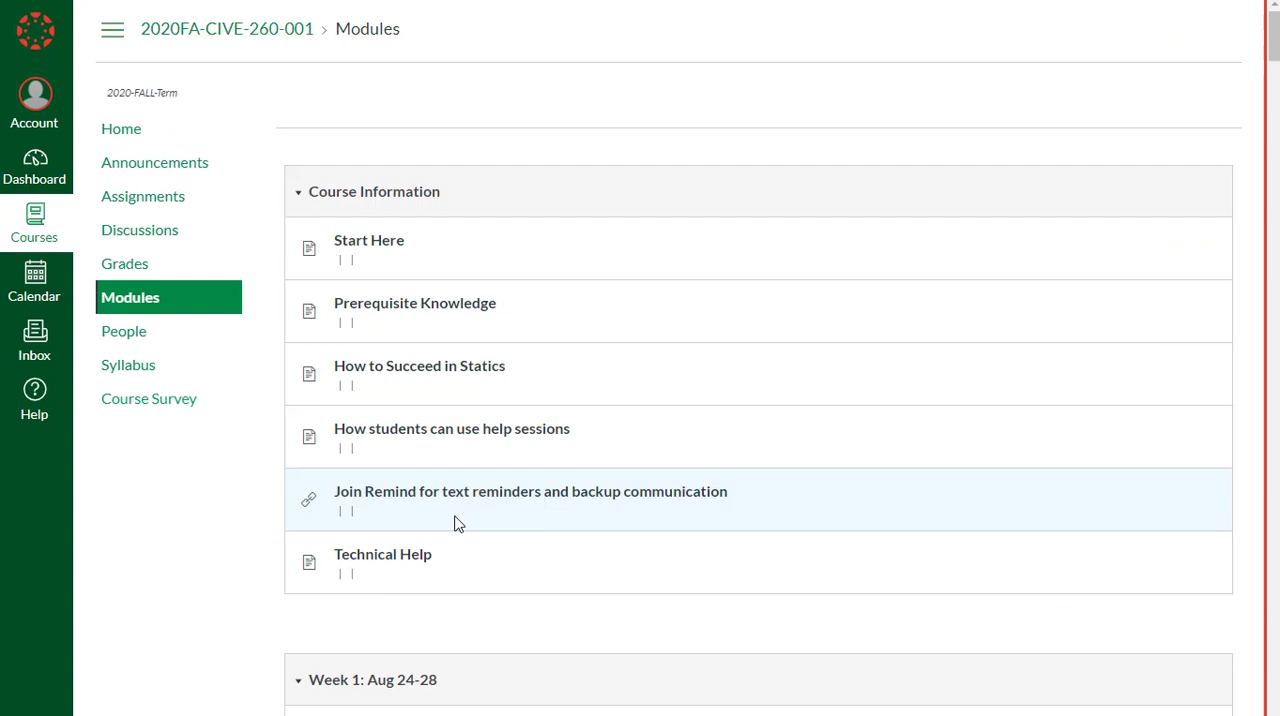 2020FA-CIVE-260-001 › Modules
2020-FALL-Term
Account
Dashboard
Courses
Calendar
Inbox
Help
Home
Announcements
Assignments
Discussions
Grades
Modules
People
Syllabus
Course Survey
Course Information
Start Here
| |
Prerequisite Knowledge
| |
How to Succeed in Statics
| |
How students can use help sessions
| |
Join Remind for text reminders and backup communication
| |
Technical Help
| |
Week 1: Aug 24-28